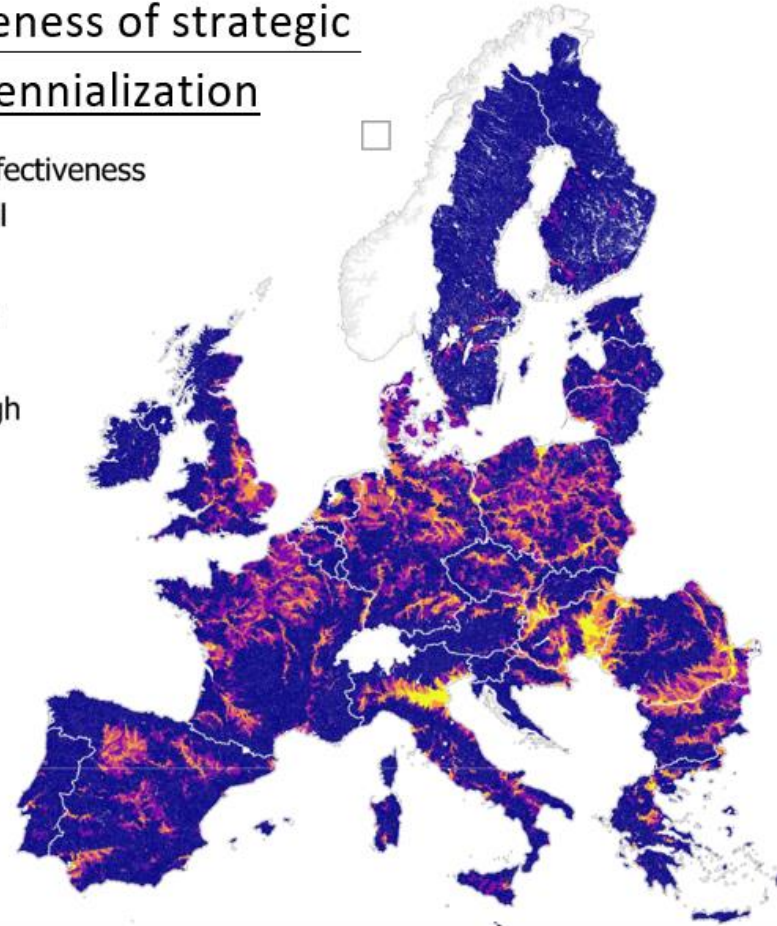 eness of strategic
ennialization
fectiveness
l
gh